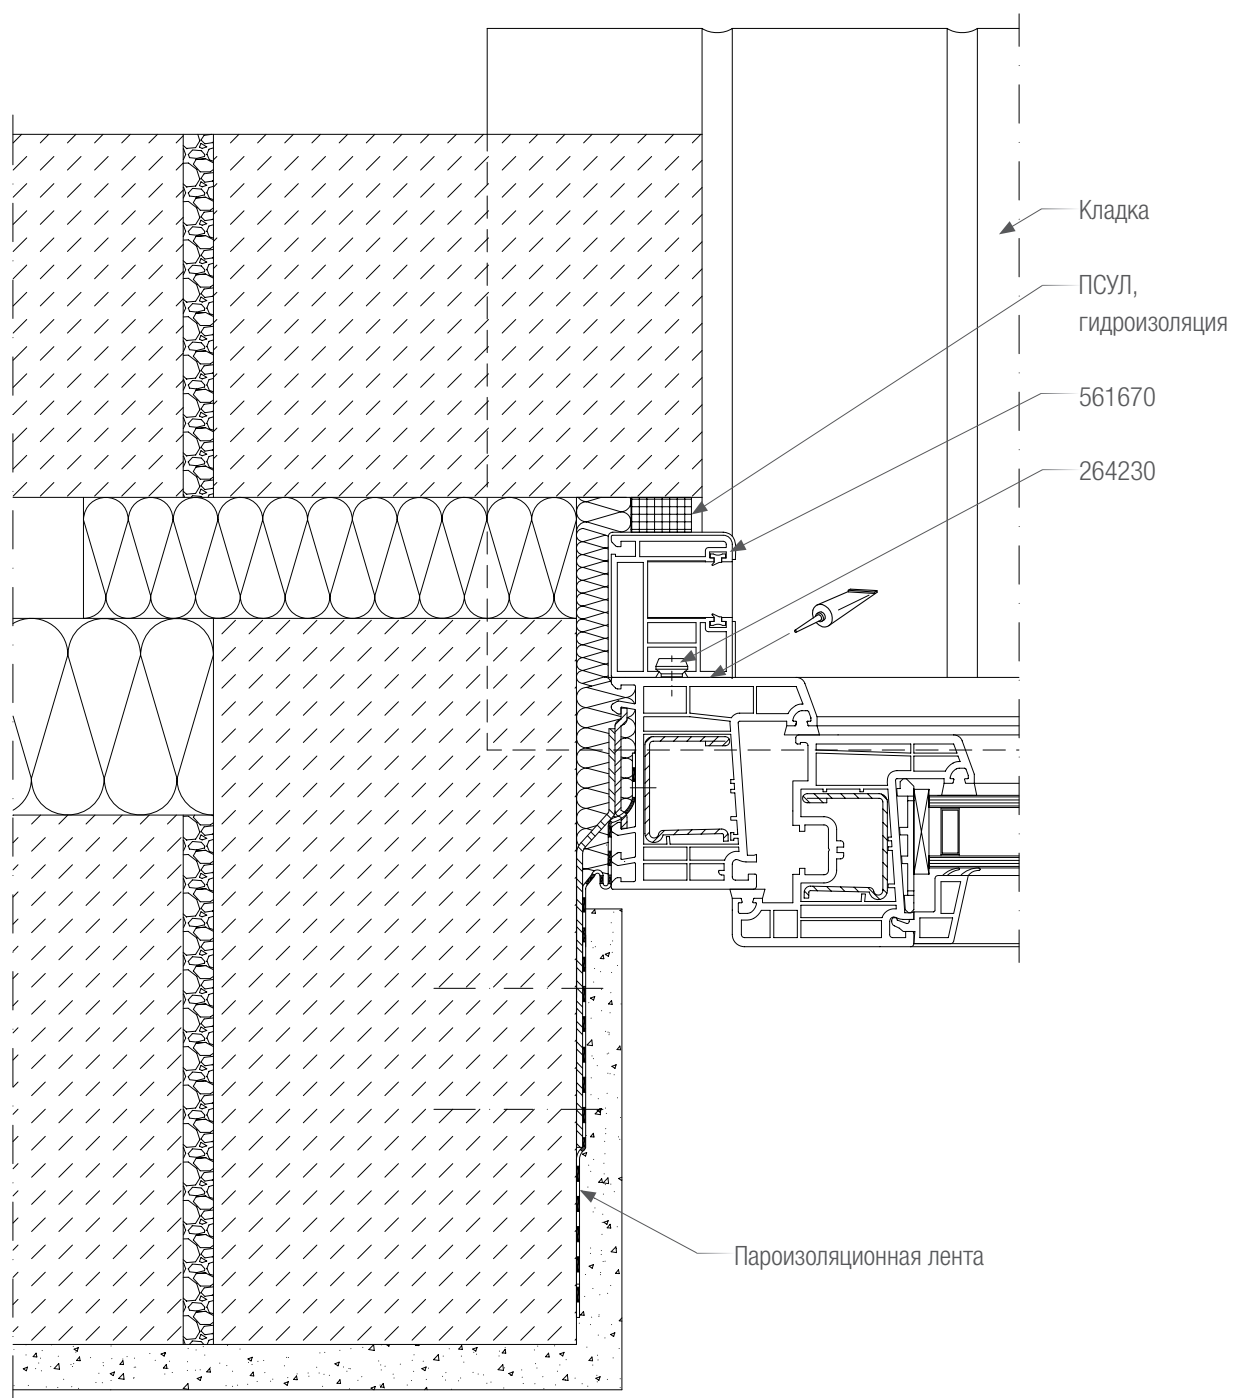 Кладка
ПСУЛ,
гидроизоляция
561670
264230
Пароизоляционная лента